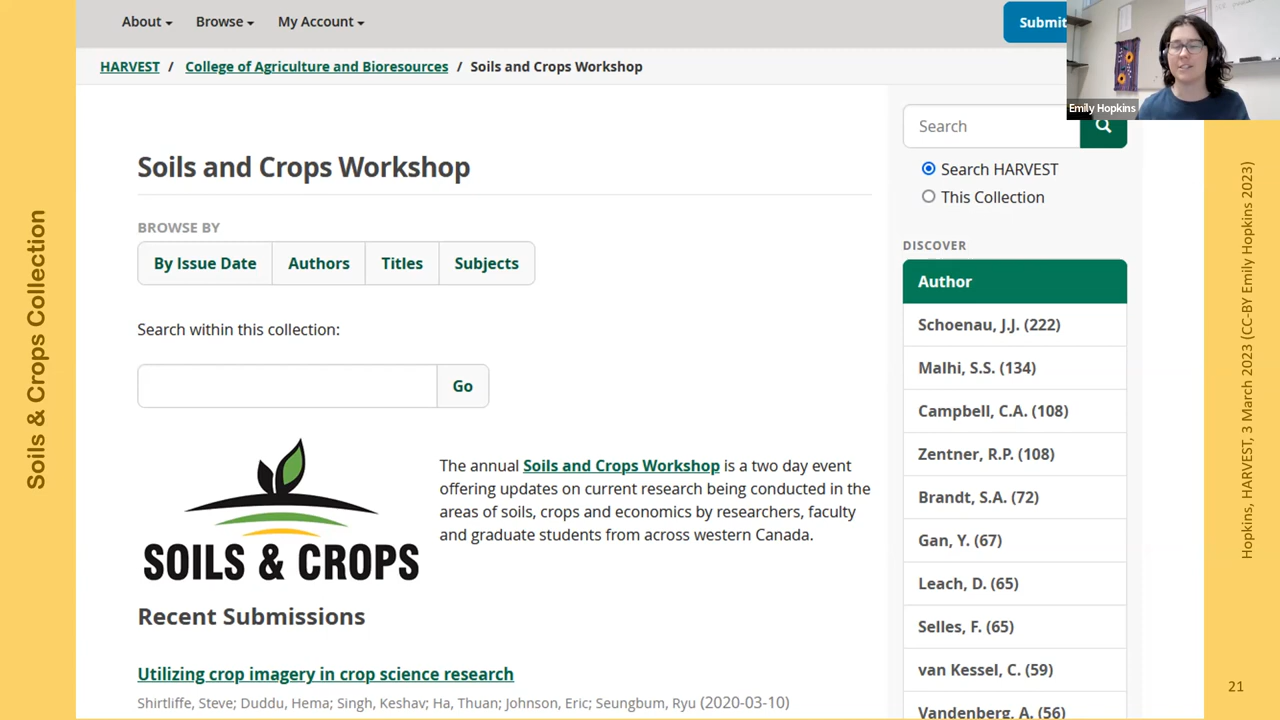 Soils & Crops Collection
About
Browse
My Account
Submit
Emily Hopkins
HARVEST / College of Agriculture and Bioresources / Soils and Crops Workshop
Search
Search HARVEST
This Collection
Soils and Crops Workshop
BROWSE BY
By Issue Date
Authors
Titles
Subjects
Search within this collection:
Go
SOILS & CROPS
The annual Soils and Crops Workshop is a two day event
offering updates on current research being conducted in the
areas of soils, crops and economics by researchers, faculty
and graduate students from across western Canada.
Recent Submissions
Utilizing crop imagery in crop science research
Shirtliffe, Steve; Duddu, Hema; Singh, Keshav; Ha, Thuan; Johnson, Eric; Seungbum, Ryu (2020-03-10)
DISCOVER
Author
Schoenau, J.J. (222)
Malhi, S.S. (134)
Campbell, C.A. (108)
Zentner, R.P. (108)
Brandt, S.A. (72)
Gan, Y. (67)
Leach, D. (65)
Selles, F. (65)
van Kessel, C. (59)
Vandenberg, A. (56)
Hopkins, HARVEST, 3 March 2023 (CC-BY Emily Hopkins 2023)
21